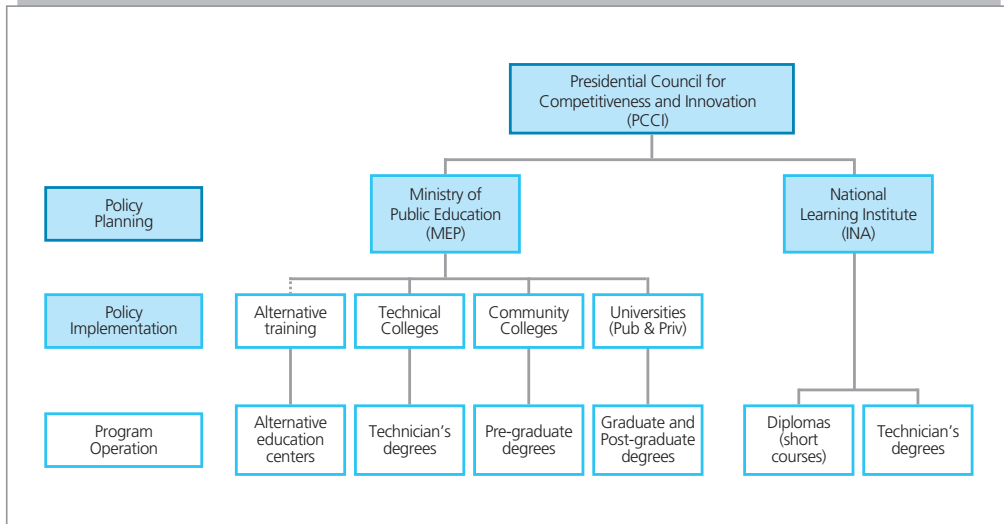 Presidential Council for
Competitiveness and Innovation
(PCCI)
Policy
Planning
Ministry of
Public Education
(MEP)
National
Learning Institute
(INA)
Policy
Implementation
Alternative
training
Technical
Colleges
Community
Colleges
Universities
(Pub & Priv)
Program
Operation
Alternative
education
centers
Technician's
degrees
Pre-graduate
degrees
Graduate and
Post-graduate
degrees
Diplomas
(short
courses)
Technician's
degrees